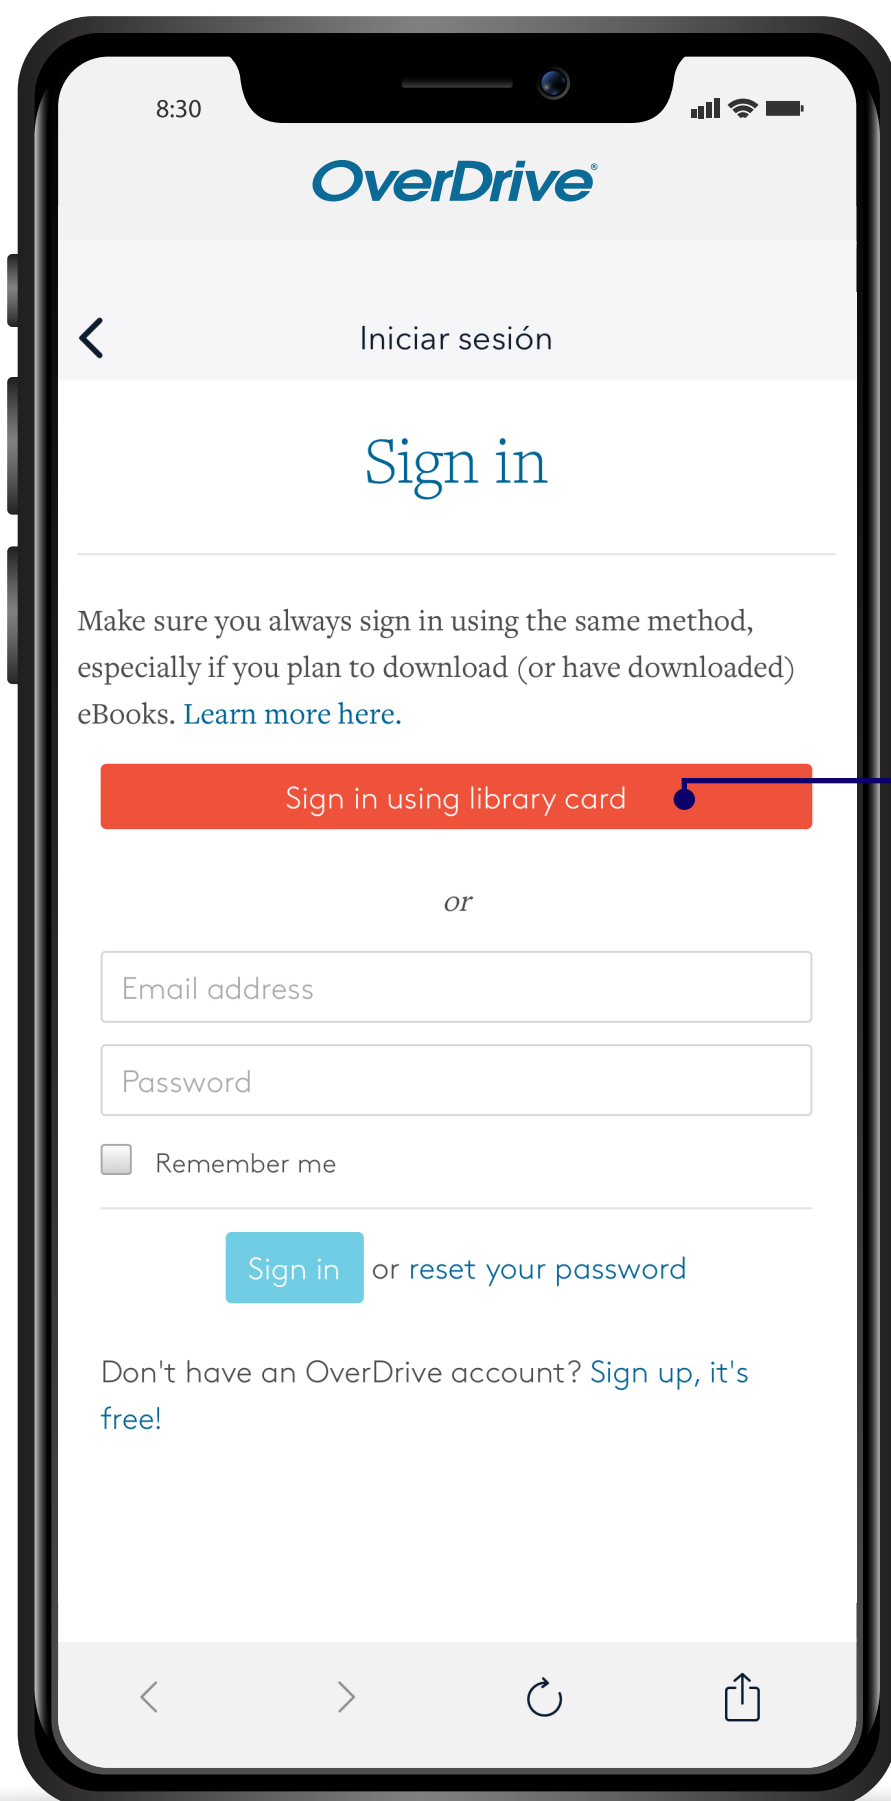 8:30
OverDrive®
Iniciar sesión
Sign in
Make sure you always sign in using the same method,
especially if you plan to download (or have downloaded)
eBooks. Learn more here.
Sign in using library card
or
Email address
Password
Remember me
Sign in or reset your password
Don't have an OverDrive account? Sign up, it's
free!